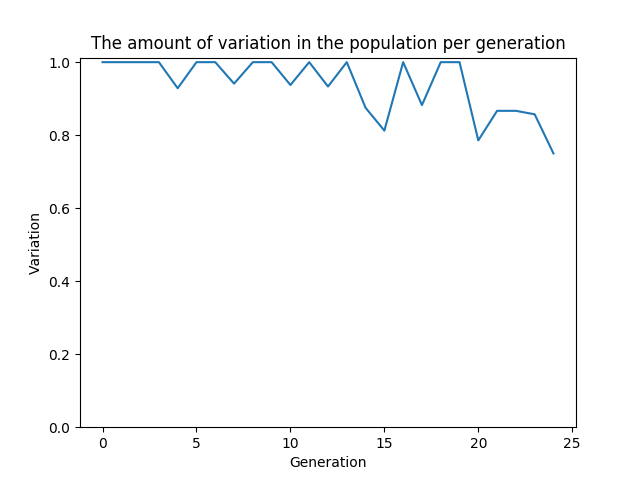 The amount of variation in the population per generation
1.0
0.8
0.6
0.4
0.2
0.0
Variation
0 5 10 15 20 25
Generation